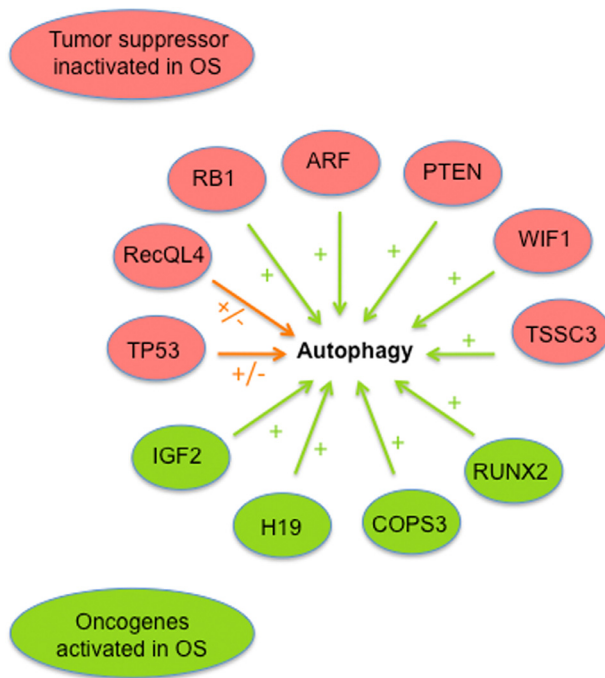 Tumor suppressor
inactivated in OS
ARF
PTEN
RB1
WIF1
RecQL4
TSSC3
TP53
+
+
+
+
+/-
+
+/-
Autophagy
+
+
+
+
IGF2
RUNX2
H19
COPS3
Oncogenes
activated in OS